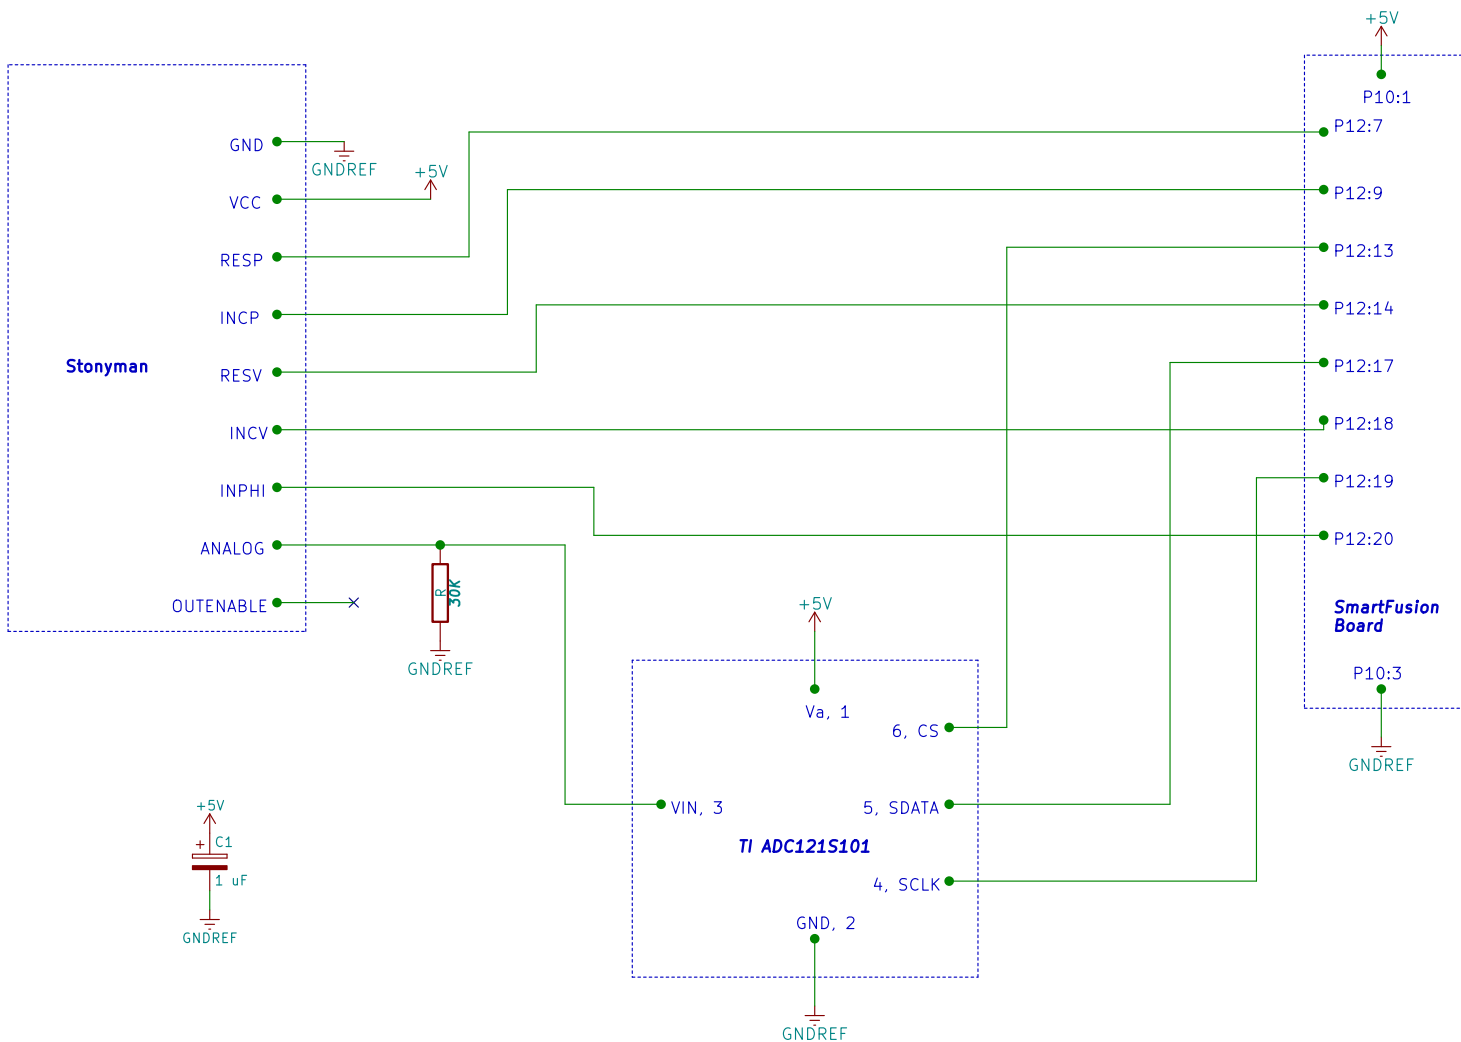 +5V
P10:1
GND
GNDREF
P12:7
+5V
VCC
P12:9
RESP
P12:13
INCP
P12:14
Stonyman
RESV
P12:17
INCV
P12:18
INPHI
P12:19
ANALOG
P12:20
R
30K
OUTENABLE
+5V
SmartFusion
Board
GNDREF
P10:3
Va, 1
6, CS
GNDREF
+5V
VIN, 3
5, SDATA
+
C1
TI ADC121S101
1 uF
4, SCLK
GND, 2
GNDREF
GNDREF